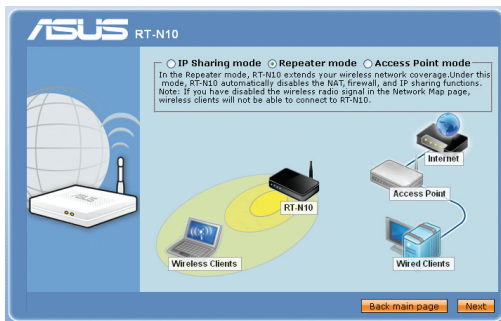 ASUS RT-N10
IP Sharing mode Repeater mode Access Point mode
In the Repeater mode, RT-N10 extends your wireless network coverage.Under this
mode, RT-N10 automatically disables the NAT, firewall, and IP sharing functions.
Note: If you have disabled the wireless radio signal in the Network Map page,
wireless clients will not be able to connect to RT-N10.
Internet
Access Point
RT-N10
Wireless Clients
Wired Clients
Back main page Next